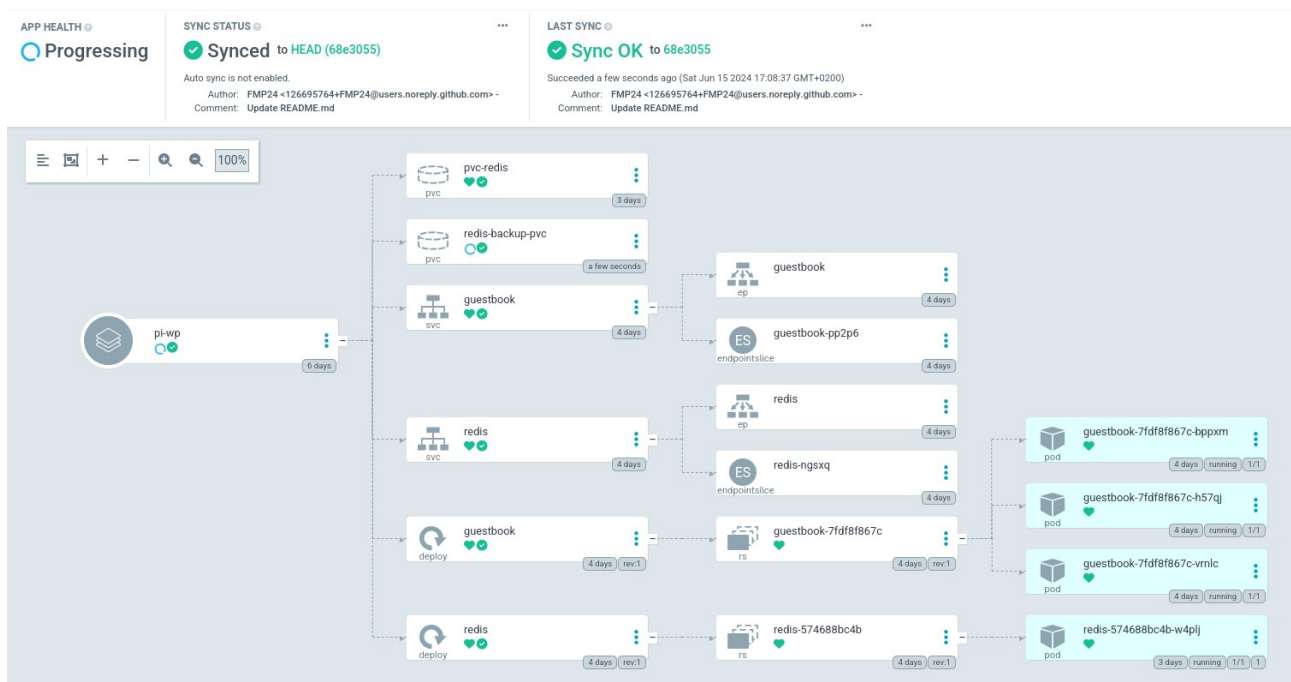 APP HEALTH
Progressing
SYNC STATUS
Synced to HEAD (68e3055)
Auto sync is not enabled.
Author: FMP24 <126695764+FMP24@users.noreply.github.com> -
Comment: Update README.md
LAST SYNC
Sync OK to 68e3055
Succeeded a few seconds ago (Sat Jun 15 2024 17:08:37 GMT+0200)
Author: FMP24 <126695764+FMP24@users.noreply.github.com> -
Comment: Update README.md
100%
pi-wp
6 days
pvc-redis
pvc
3 days
redis-backup-pvc
pvc
a few seconds
guestbook
svc
4 days
guestbook
ep
4 days
ES
guestbook-pp2p6
endpointslice
4 days
redis
svc
4 days
redis
ep
4 days
ES
redis-ngsxq
endpointslice
4 days
guestbook
deploy
4 days rev:1
guestbook-7fdf8f867c
rs
4 days rev:1
guestbook-7fdf8f867c-bppxm
pod
4 days running 1/1
guestbook-7fdf8f867c-h57qj
pod
4 days running 1/1
guestbook-7fdf8f867c-vrnlc
pod
4 days running 1/1
redis
deploy
4 days rev:1
redis-574688bc4b
rs
4 days rev:1
redis-574688bc4b-w4plj
pod
3 days running 1/1 1